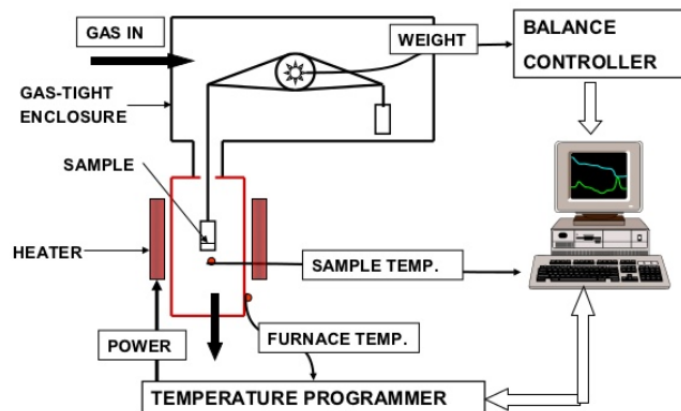 GAS IN
WEIGHT
BALANCE
CONTROLLER
GAS-TIGHT
ENCLOSURE
SAMPLE
HEATER
SAMPLE TEMP.
POWER
FURNACE TEMP.
TEMPERATURE PROGRAMMER